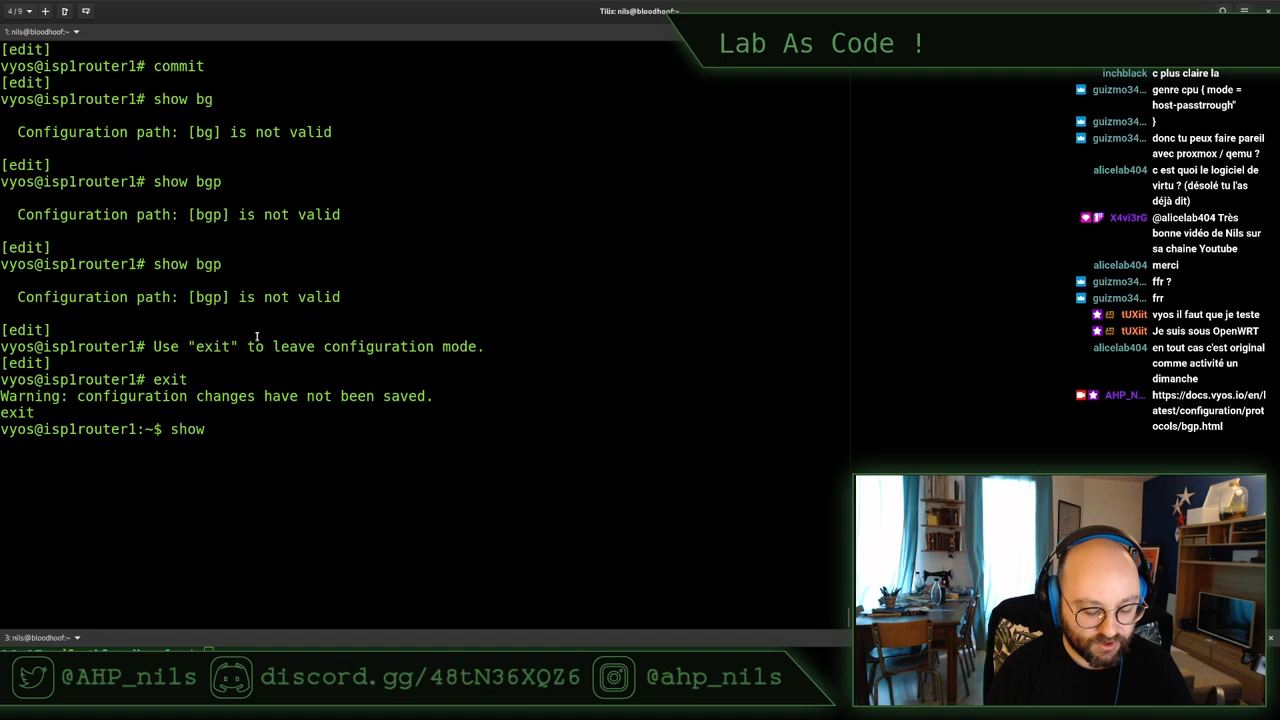 4/9
Tilix: nils@bloodhoof:~
1: nils@bloodhoof:~
Lab As Code !
[edit]
vyos@isp1router1# commit
[edit]
vyos@isp1router1# show bg
Configuration path: [bg] is not valid
[edit]
vyos@isp1router1# show bgp
Configuration path: [bgp] is not valid
[edit]
vyos@isp1router1# show bgp
Configuration path: [bgp] is not valid
[edit]
vyos@isp1router1# Use "exit" to leave configuration mode.
[edit]
vyos@isp1router1# exit
Warning: configuration changes have not been saved.
exit
vyos@isp1router1:~$ show
inchblack c plus claire la
guizmo34... genre cpu { mode =
host-passtrrough"
guizmo34... }
guizmo34... donc tu peux faire pareil
avec proxmox / qemu ?
alicelab404 c est quoi le logiciel de
virtu ? (désolé tu l'as
déjà dit)
X4vi3rG @alicelab404 Très
bonne vidéo de Nils sur
sa chaine Youtube
alicelab404 merci
guizmo34... ffr ?
guizmo34... frr
tUXiit vyos il faut que je teste
tUXiit Je suis sous OpenWRT
alicelab404 en tout cas c'est original
comme activité un
dimanche
AHP_N... https://docs.vyos.io/en/l
atest/configuration/prot
ocols/bgp.html
3: nils@bloodhoof:~
@AHP_nils
discord.gg/48tN36XQZ6
@ahp_nils